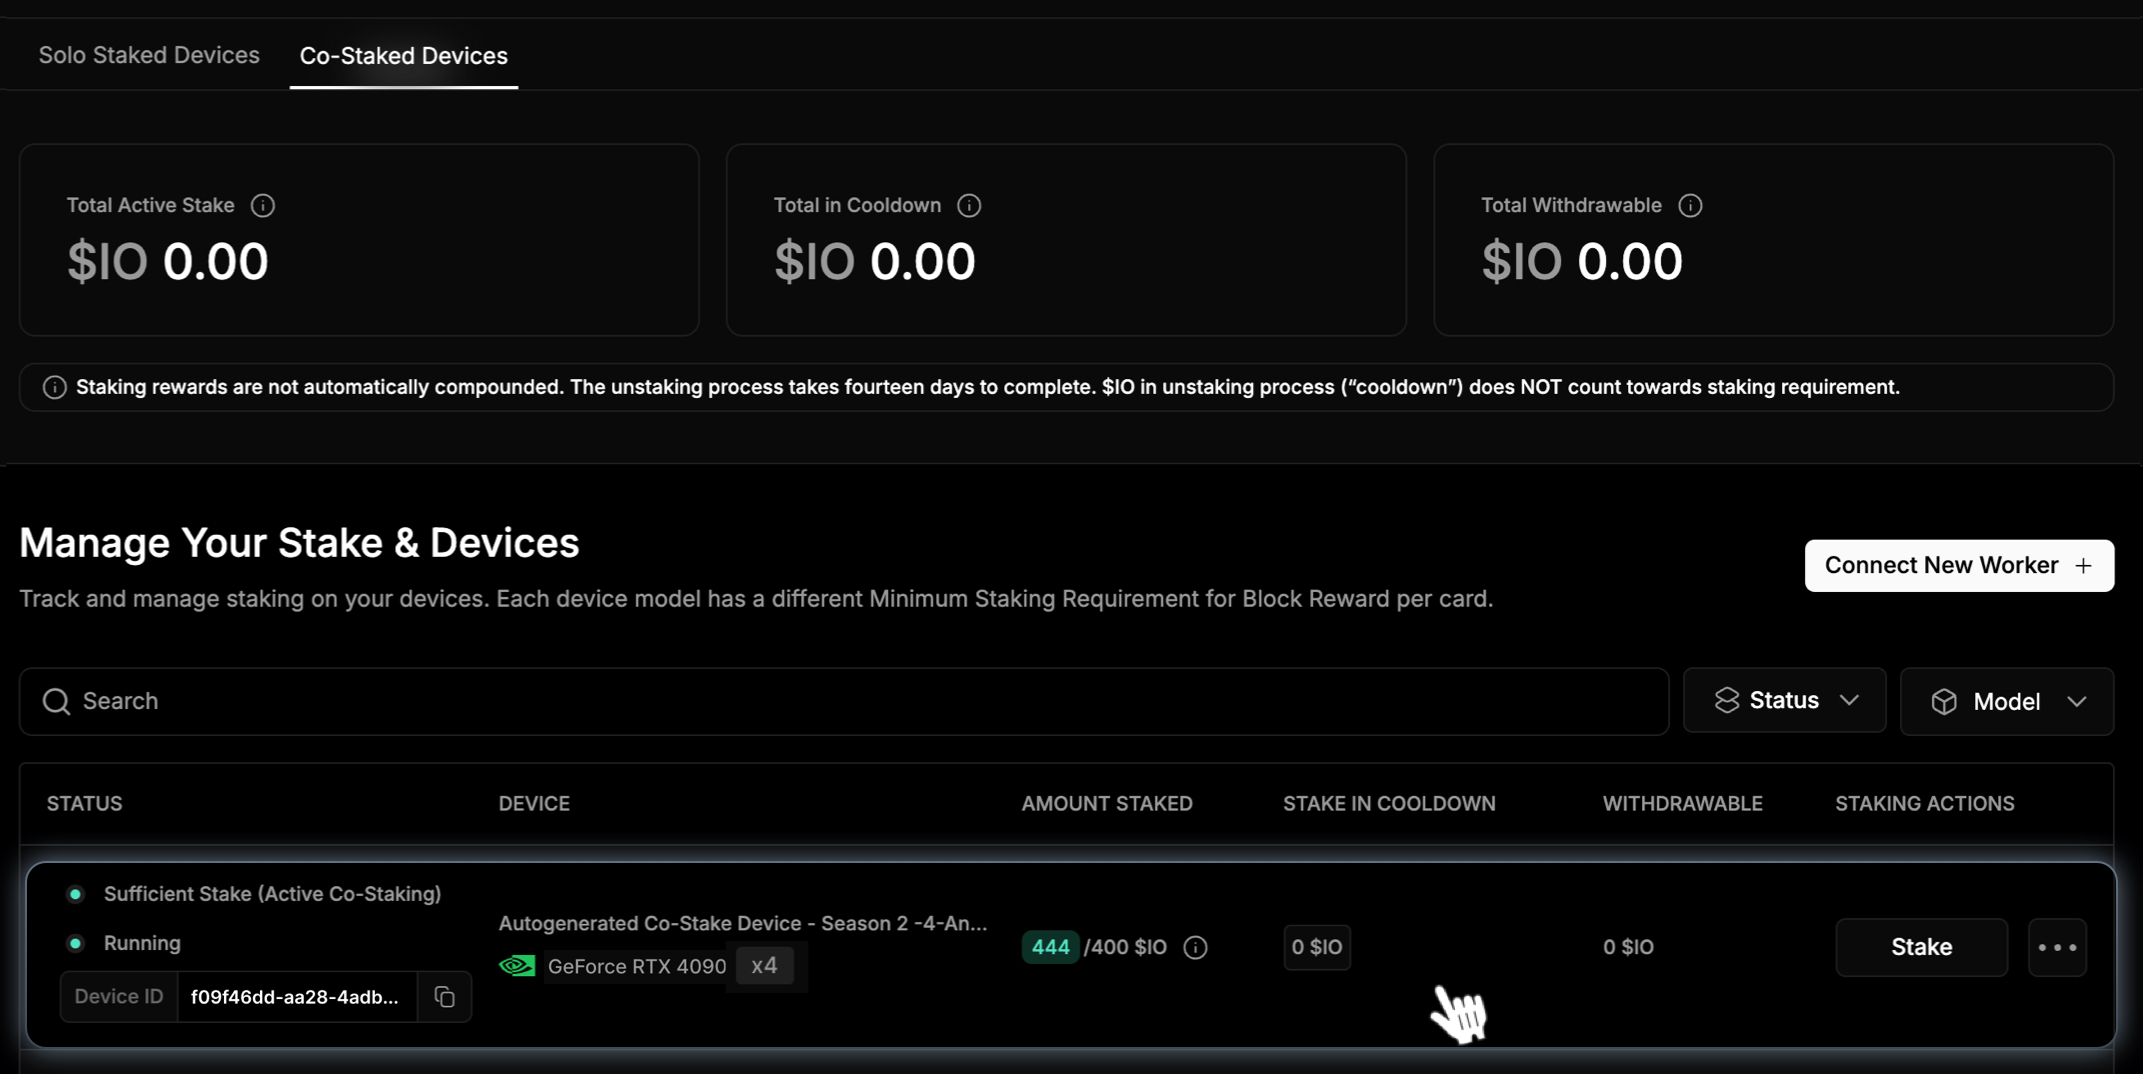 Solo Staked Devices
Co-Staked Devices
Total Active Stake
$IO 0.00
Total in Cooldown
$IO 0.00
Total Withdrawable
$IO 0.00
Staking rewards are not automatically compounded. The unstaking process takes fourteen days to complete. $IO in unstaking process (“cooldown”) does NOT count towards staking requirement.
Manage Your Stake & Devices
Track and manage staking on your devices. Each device model has a different Minimum Staking Requirement for Block Reward per card.
Connect New Worker +
Search
Status
Model
STATUS
DEVICE
AMOUNT STAKED
STAKE IN COOLDOWN
WITHDRAWABLE
STAKING ACTIONS
Sufficient Stake (Active Co-Staking)
Running
Device ID
f09f46dd-aa28-4adb...
Autogenerated Co-Stake Device - Season 2 -4-An...
GeForce RTX 4090
x4
444 /400 $IO
0 $IO
0 $IO
Stake